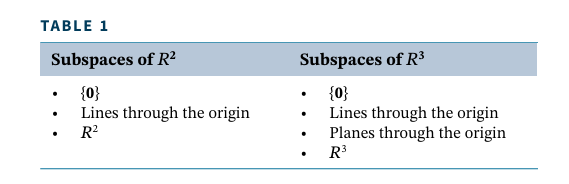 TABLE 1
Subspaces of R² Subspaces of R³
• {0} • {0}
• Lines through the origin • Lines through the origin
• R² • Planes through the origin
• R³